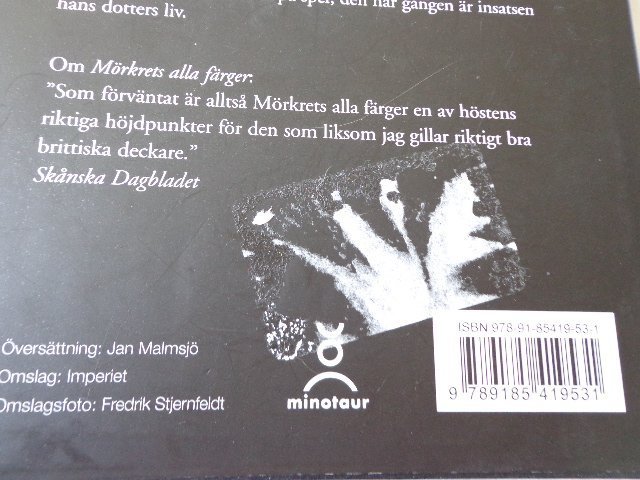 hans dotters liv.
den här gången är insatsen
Om Mörkrets alla färger:
”Som förväntat är alltså Mörkrets alla färger en av höstens
riktiga höjdpunkter för den som liksom jag gillar riktigt bra
brittiska deckare.”
Skånska Dagbladet
ISBN 978-91-85419-53-1
9 789185 419531
Översättning: Jan Malmsjö
Omslag: Imperiet
Omslagsfoto: Fredrik Stjernfeldt
minotaur